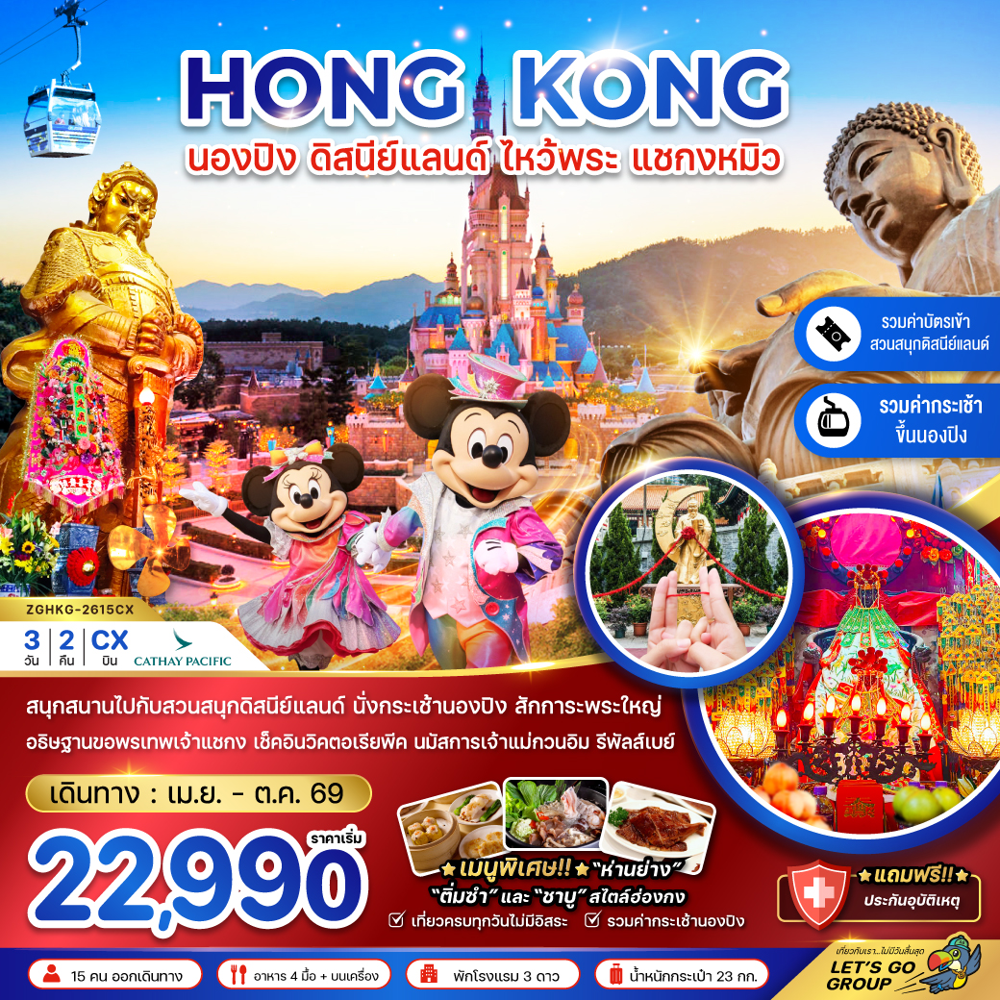 HONG KONG
นองปิง ดิสนีย์แลนด์ ไหว้พระ แชกงหมิว
รวมค่าบัตรเข้า
สวนสนุกดิสนีย์แลนด์
รวมค่ากระเช้า
ขึ้นนองปิง
ZGHKG-2615CX
3 วัน 2 คืน CX บิน CATHAY PACIFIC
สนุกสนานไปกับสวนสนุกดิสนีย์แลนด์ นั่งกระเช้านองปิง สักการะพระใหญ่
อธิษฐานขอพรเทพเจ้าแชกง เช็คอินวิคตอเรียพีค นมัสการเจ้าแม่กวนอิม รีพัลส์เบย์
เดินทาง : เม.ย. - ต.ค. 69
ราคาเริ่ม
22,990
เมนูพิเศษ!! "ห่านย่าง"
"ติ่มซำ" และ "ชาบู" สไตล์ฮ่องกง
เที่ยวครบทุกวันไม่มีอิสระ รวมค่ากระเช้านองปิง
แถมฟรี!!
ประกันอุบัติเหตุ
15 คน ออกเดินทาง
อาหาร 4 มื้อ + บนเครื่อง
พักโรงแรม 3 ดาว
น้ำหนักกระเป๋า 23 กก.
เที่ยวกับเรา...ไม่มีวันสิ้นสุด
LET'S GO
GROUP